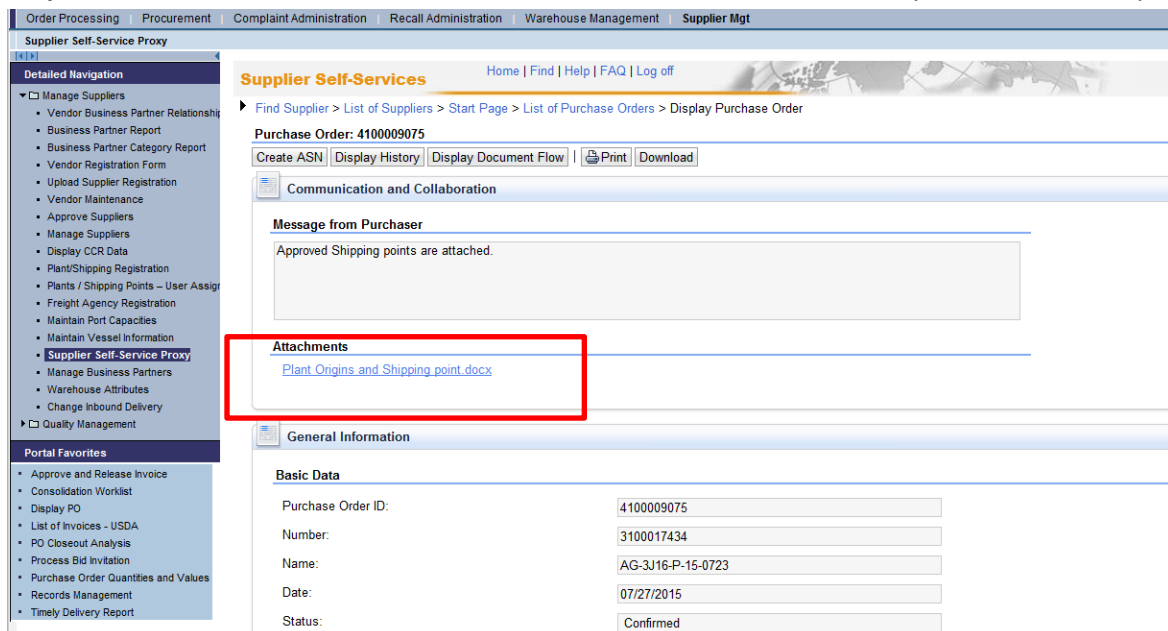 Order Processing | Procurement | Complaint Administration | Recall Administration | Warehouse Management | Supplier Mgt
Supplier Self-Service Proxy
Detailed Navigation
Manage Suppliers
Vendor Business Partner Relationship
Business Partner Report
Business Partner Category Report
Vendor Registration Form
Upload Supplier Registration
Vendor Maintenance
Approve Suppliers
Manage Suppliers
Display CCR Data
Plant/Shipping Registration
Plants / Shipping Points – User Assign
Freight Agency Registration
Maintain Port Capacities
Maintain Vessel Information
Supplier Self-Service Proxy
Manage Business Partners
Warehouse Attributes
Change Inbound Delivery
Quality Management
Portal Favorites
Approve and Release Invoice
Consolidation Worklist
Display PO
List of Invoices - USDA
PO Closeout Analysis
Process Bid Invitation
Purchase Order Quantities and Values
Records Management
Timely Delivery Report
Supplier Self-Services
Home | Find | Help | FAQ | Log off
Find Supplier > List of Suppliers > Start Page > List of Purchase Orders > Display Purchase Order
Purchase Order: 4100009075
Create ASN Display History Display Document Flow | Print Download
Communication and Collaboration
Message from Purchaser
Approved Shipping points are attached.
Attachments
Plant Origins and Shipping point.docx
General Information
Basic Data
Purchase Order ID: 4100009075
Number: 3100017434
Name: AG-3J16-P-15-0723
Date: 07/27/2015
Status: Confirmed